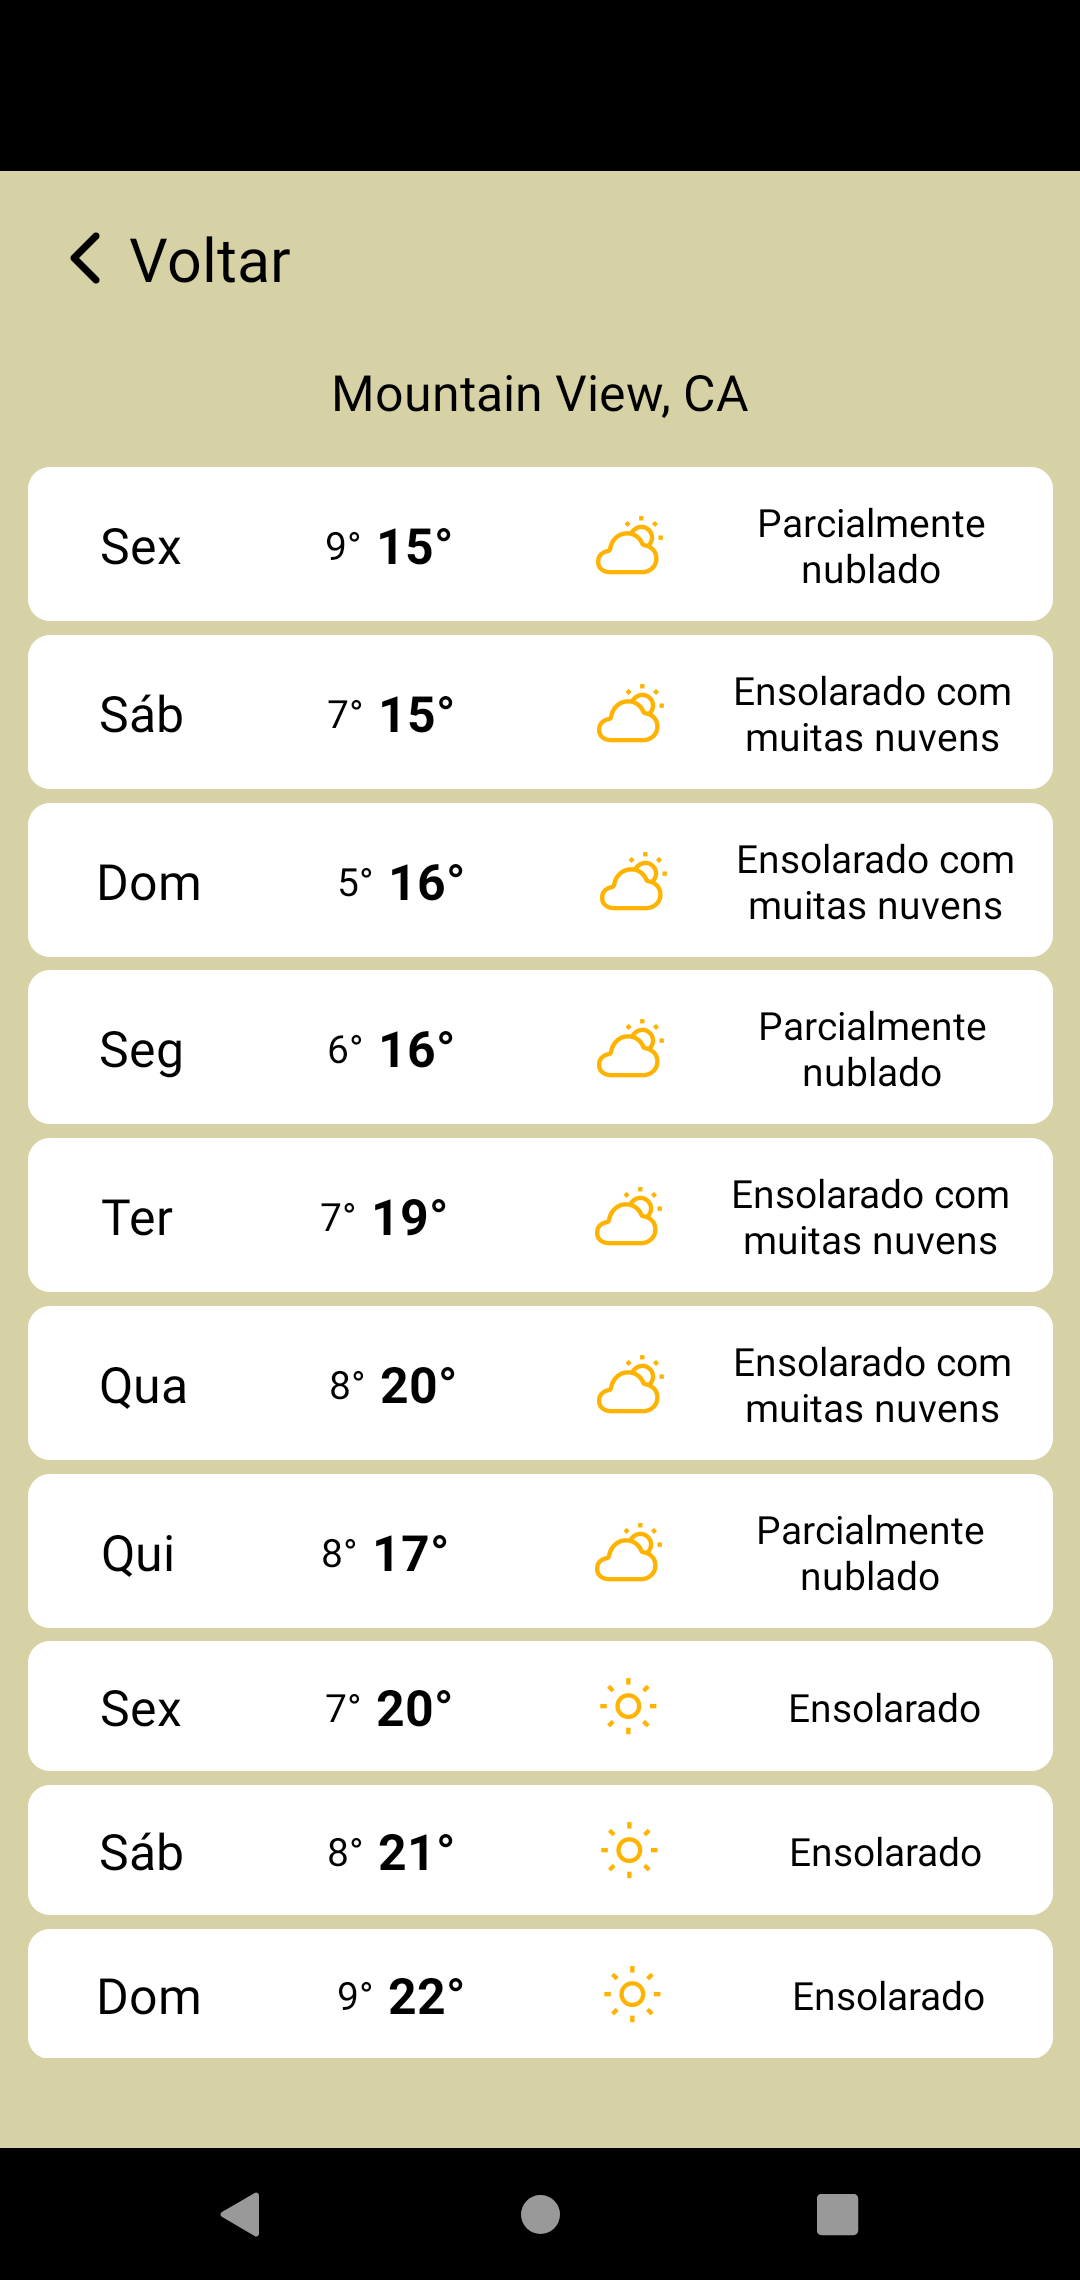 Voltar
Mountain View, CA
Sex 9° 15° Parcialmente
nublado
Sáb 7° 15° Ensolarado com
muitas nuvens
Dom 5° 16° Ensolarado com
muitas nuvens
Seg 6° 16° Parcialmente
nublado
Ter 7° 19° Ensolarado com
muitas nuvens
Qua 8° 20° Ensolarado com
muitas nuvens
Qui 8° 17° Parcialmente
nublado
Sex 7° 20° Ensolarado
Sáb 8° 21° Ensolarado
Dom 9° 22° Ensolarado